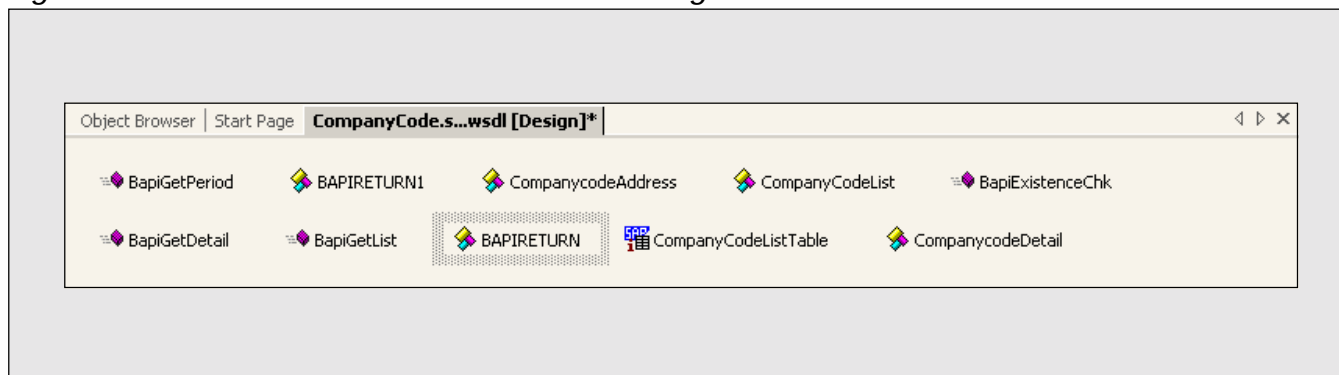 Object Browser Start Page CompanyCode.s...wsdl [Design]*
BapiGetPeriod BAPIRETURN1 CompanycodeAddress CompanyCodeList BapiExistenceChk
BapiGetDetail BapiGetList BAPIRETURN CompanyCodeListTable CompanycodeDetail